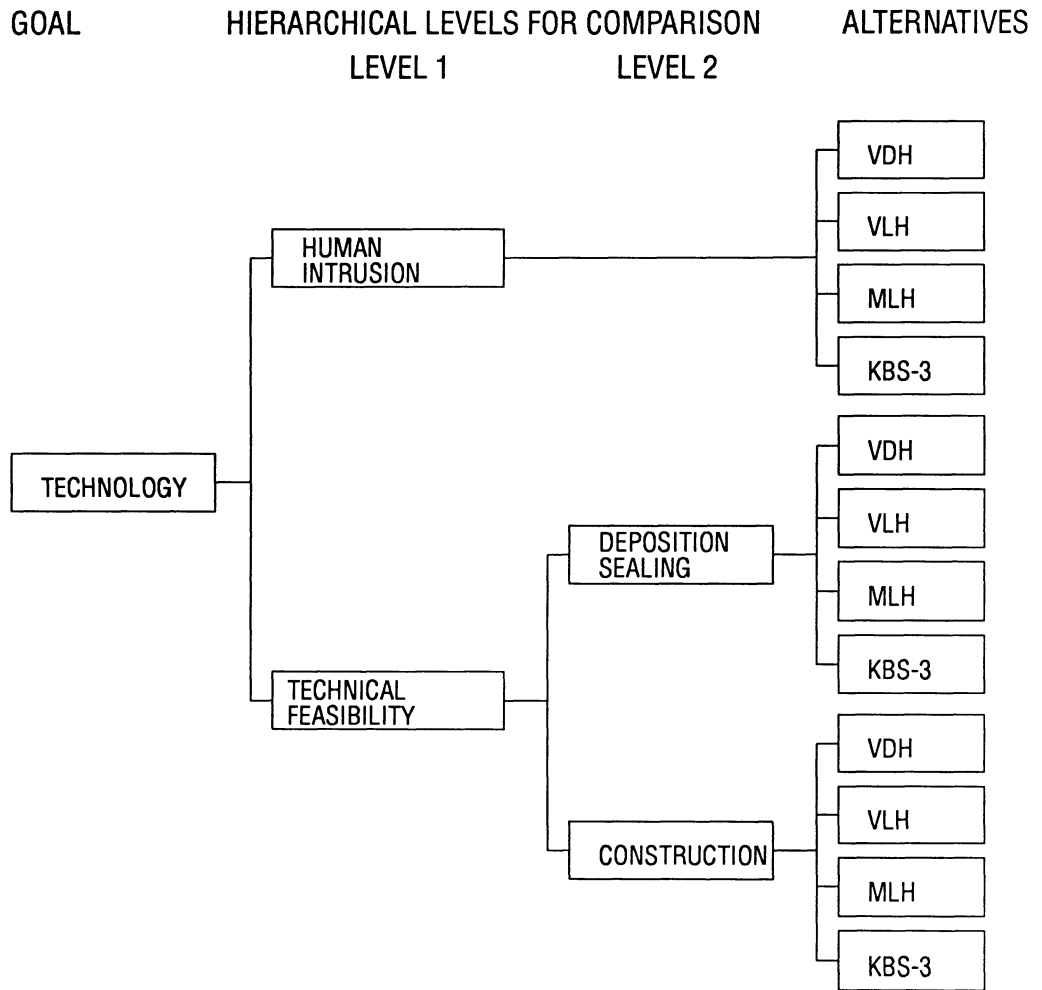 GOAL HIERARCHICAL LEVELS FOR COMPARISON ALTERNATIVES
LEVEL 1 LEVEL 2
VDH
VLH
HUMAN
INTRUSION
MLH
KBS-3
VDH
TECHNOLOGY
VLH
DEPOSITION
SEALING
MLH
KBS-3
TECHNICAL
FEASIBILITY
VDH
VLH
CONSTRUCTION
MLH
KBS-3